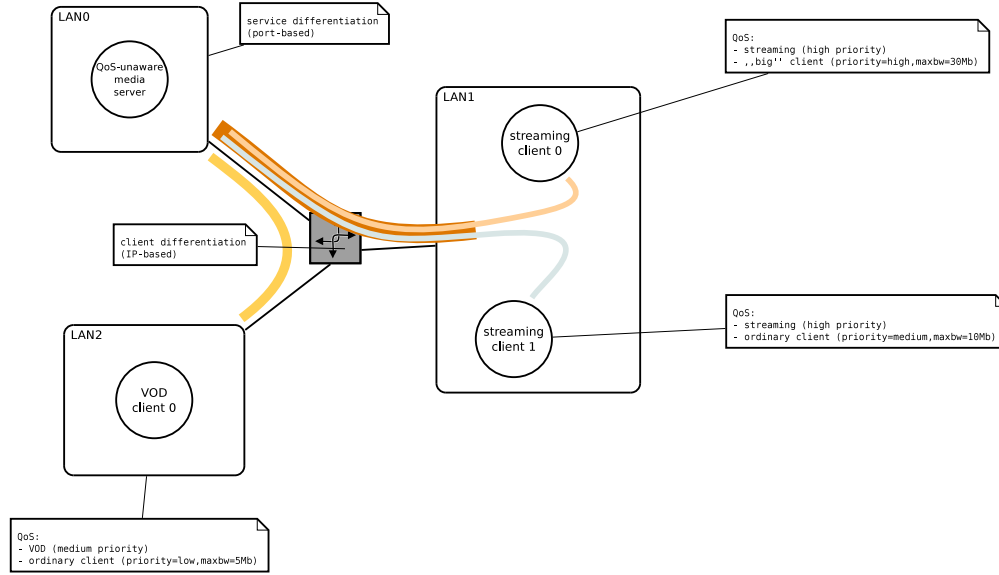 LAN0
QoS-unaware
media
server
service differentiation
(port-based)
QoS:
- streaming (high priority)
- ,,big'' client (priority=high,maxbw=30Mb)
LAN1
streaming
client 0
client differentiation
(IP-based)
LAN2
VOD
client 0
streaming
client 1
QoS:
- streaming (high priority)
- ordinary client (priority=medium,maxbw=10Mb)
QoS:
- VOD (medium priority)
- ordinary client (priority=low,maxbw=5Mb)